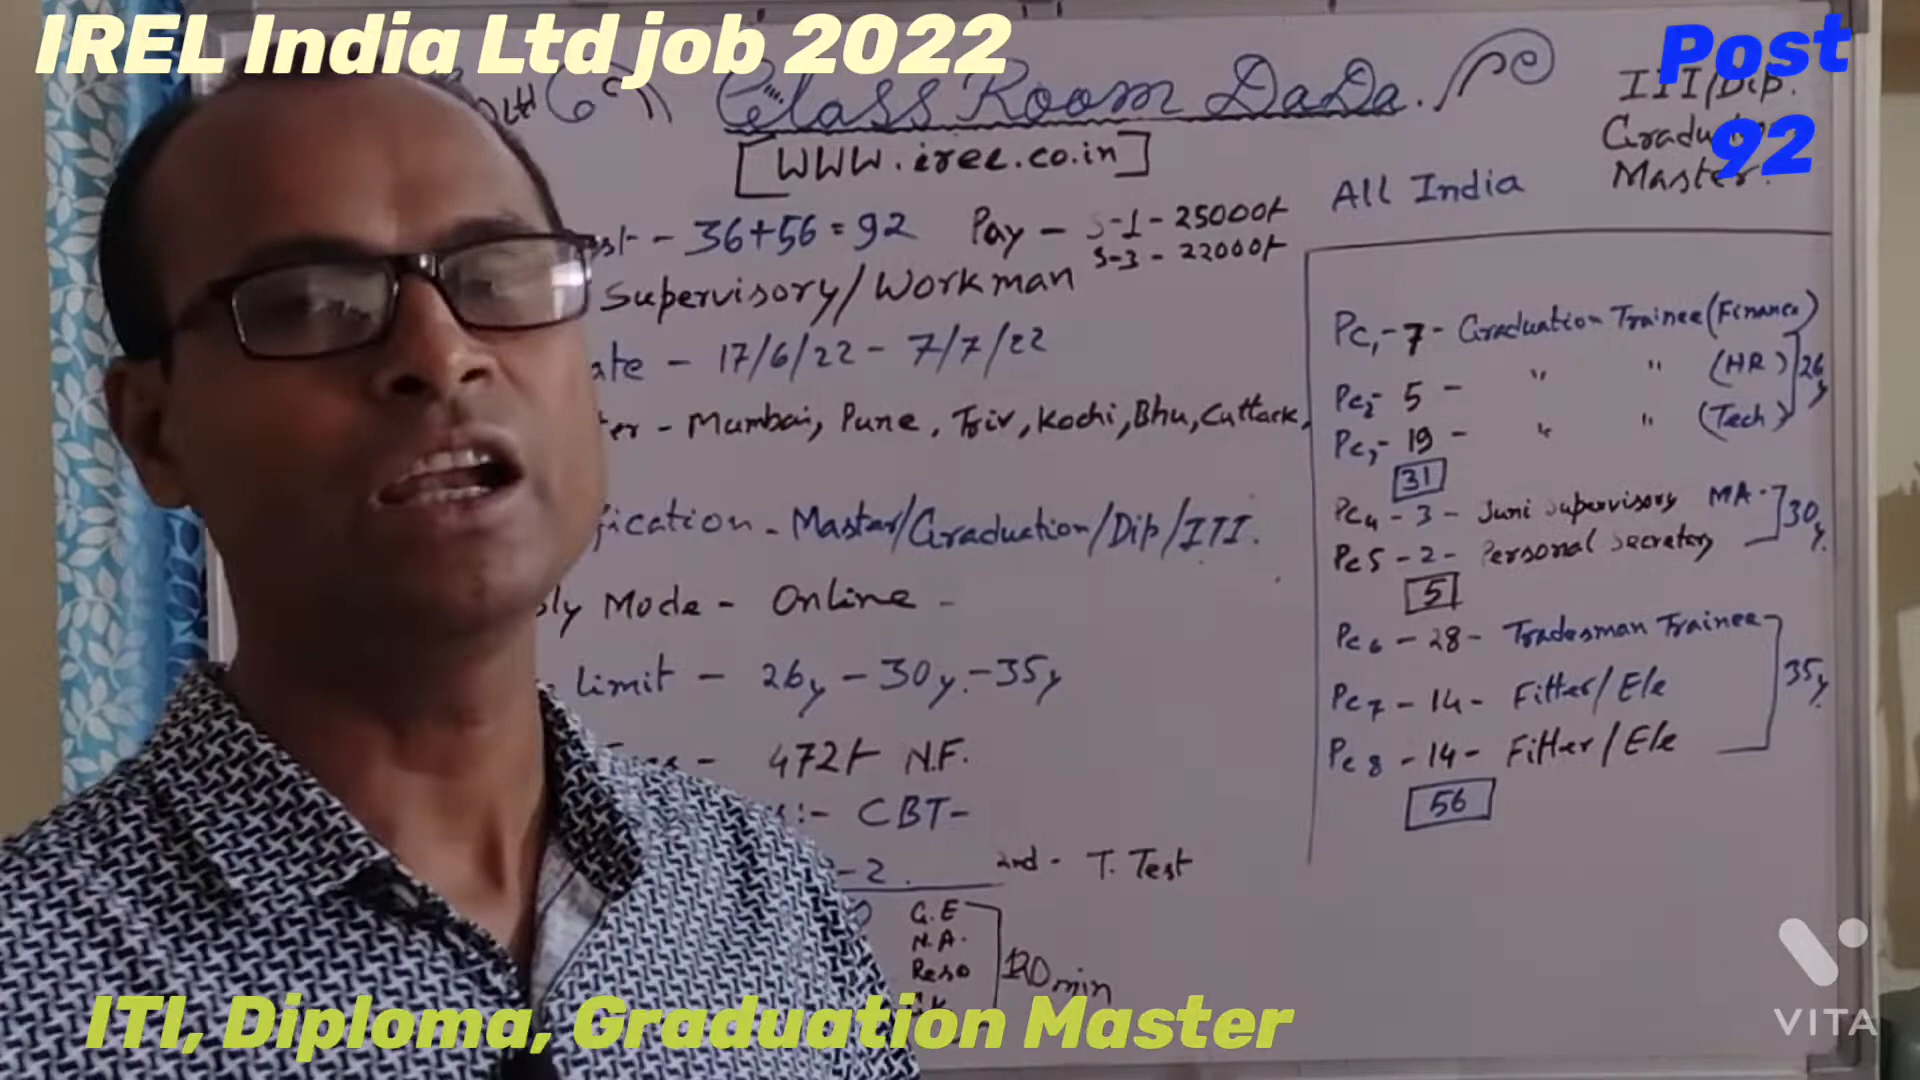 IREL India Ltd job 2022
Post
92
Class Room DaDa.
[WWW.irel.co.in]
ITI/Dip.
Gradu
Master.
All India
st - 36+56 = 92 Pay - S-1 - 25000/-
S-3 - 22000/-
Supervisory/Workman
ate - 17/6/22 - 7/7/22
er - Mumbai, Pune, Triv, Kochi, Bhu, Cuttack,
fication - Master/Graduation/Dip/ITI.
ly Mode - Online -
limit - 26y - 30y. - 35y
- 472/- N.F.
s:- CBT-
-2. and - T. Test
G.E
N.A.
Reso
120 min
Pc1 - 7 - Graduation Trainee (Finance)
Pc2 - 5 - " " (HR) 26y
Pc3 - 19 - " " (Tech)
31
Pc4 - 3 - Juni supervisory MA.
30y.
Pc5 - 2 - Personal Secretary
5
Pc6 - 28 - Tradesman Trainee
Pc7 - 14 - Fitter/Ele 35y.
Pc8 - 14 - Fitter/Ele
56
ITI, Diploma, Graduation Master
VITA